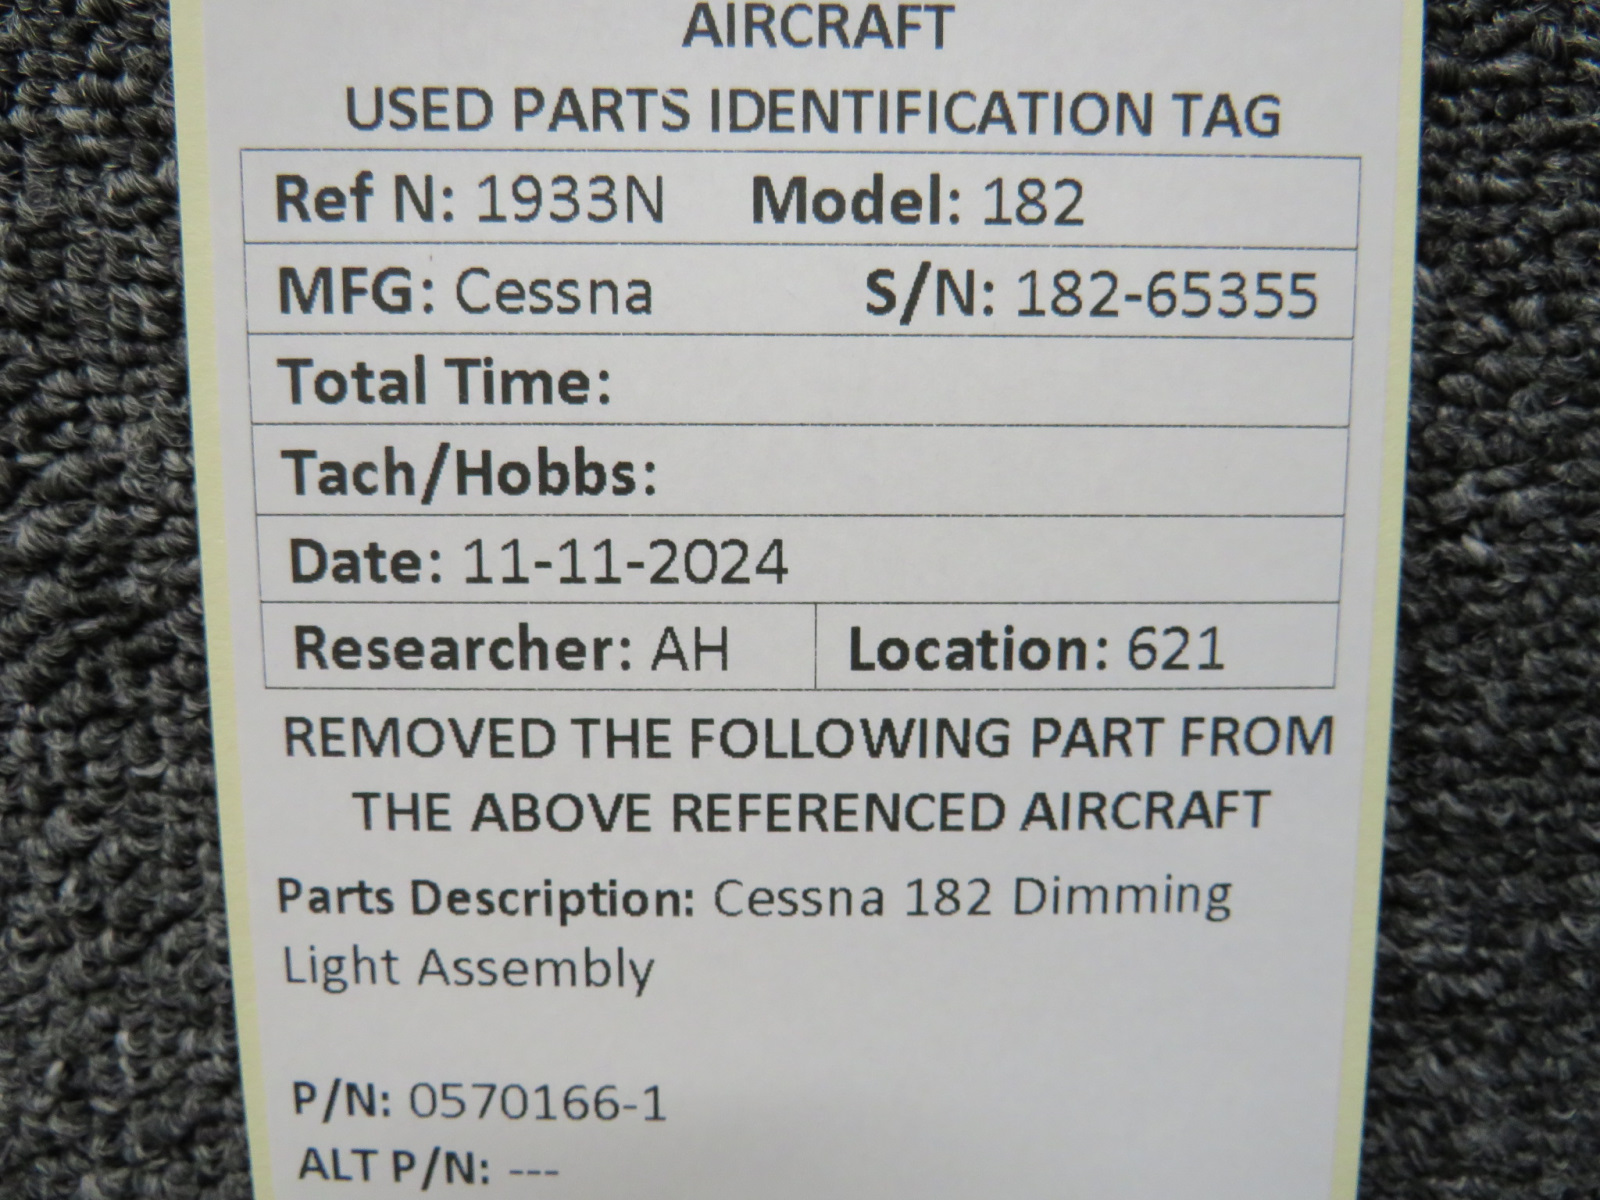 AIRCRAFT
USED PARTS IDENTIFICATION TAG
Ref N: 1933N Model: 182
MFG: Cessna S/N: 182-65355
Total Time:
Tach/Hobbs:
Date: 11-11-2024
Researcher: AH Location: 621
REMOVED THE FOLLOWING PART FROM
THE ABOVE REFERENCED AIRCRAFT
Parts Description: Cessna 182 Dimming
Light Assembly
P/N: 0570166-1
ALT P/N: ---